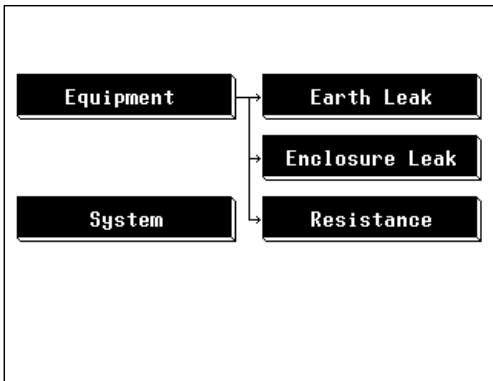 Equipment
Earth Leak
Enclosure Leak
System
Resistance